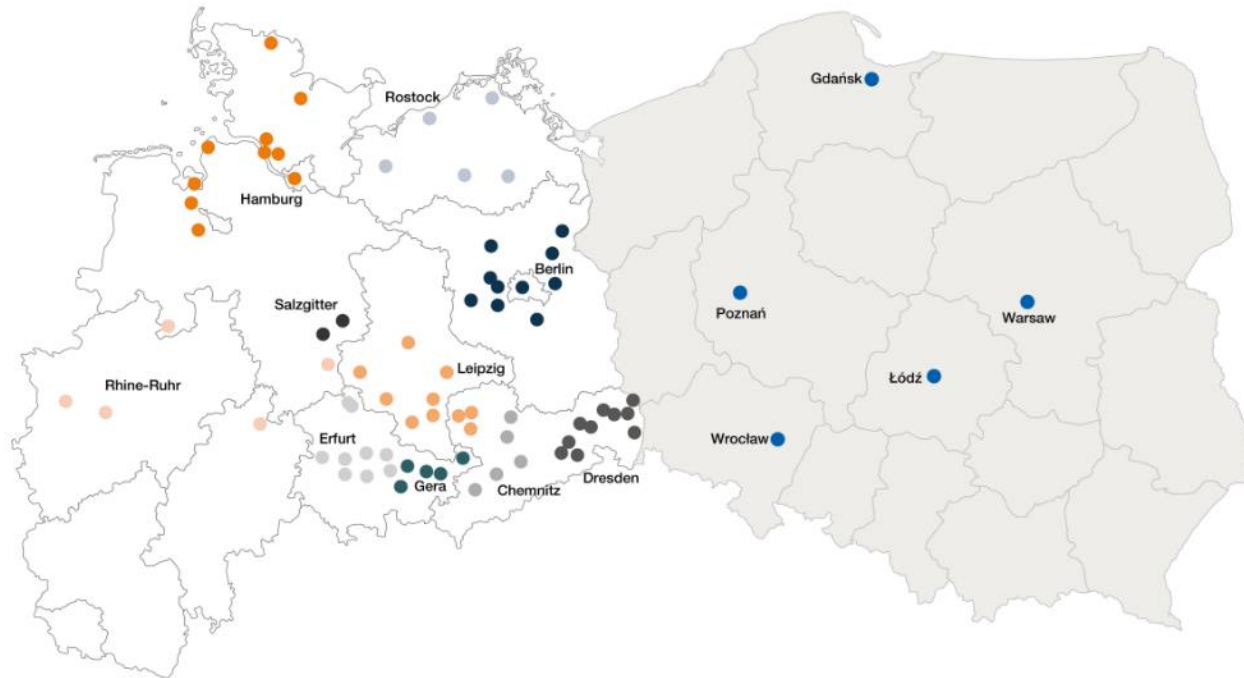 Gdańsk
Rostock
Hamburg
Berlin
Salzgitter
Poznań
Warsaw
Rhine-Ruhr
Leipzig
Łódź
Erfurt
Wrocław
Gera
Chemnitz
Dresden